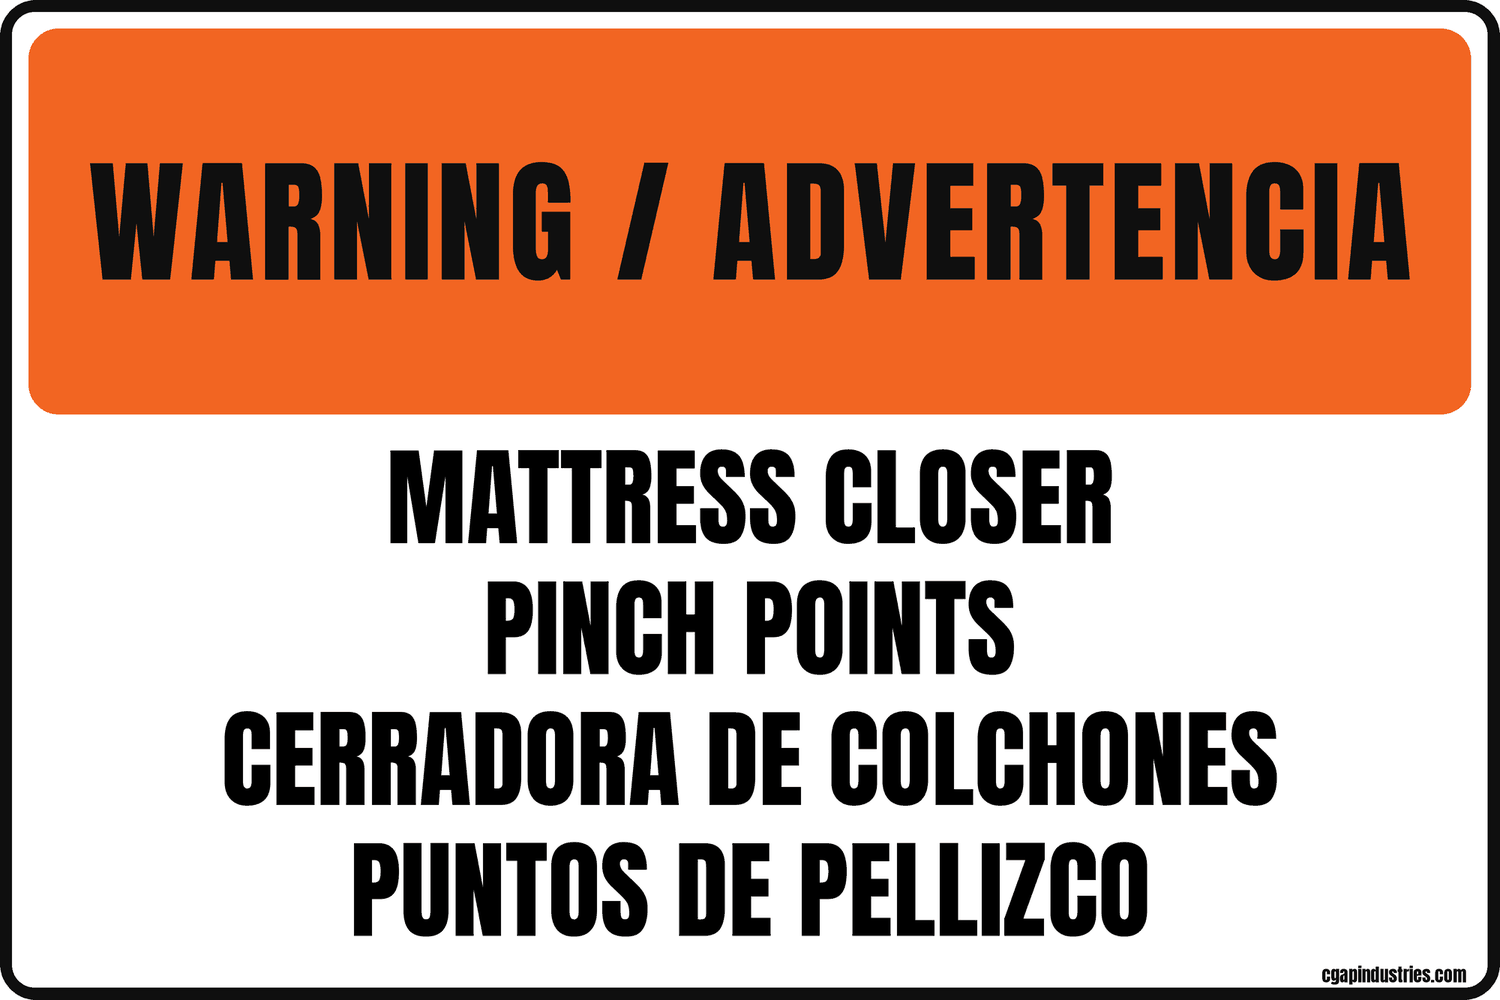 WARNING / ADVERTENCIA
MATTRESS CLOSER
PINCH POINTS
CERRADORA DE COLCHONES
PUNTOS DE PELLIZCO
cgapindustries.com